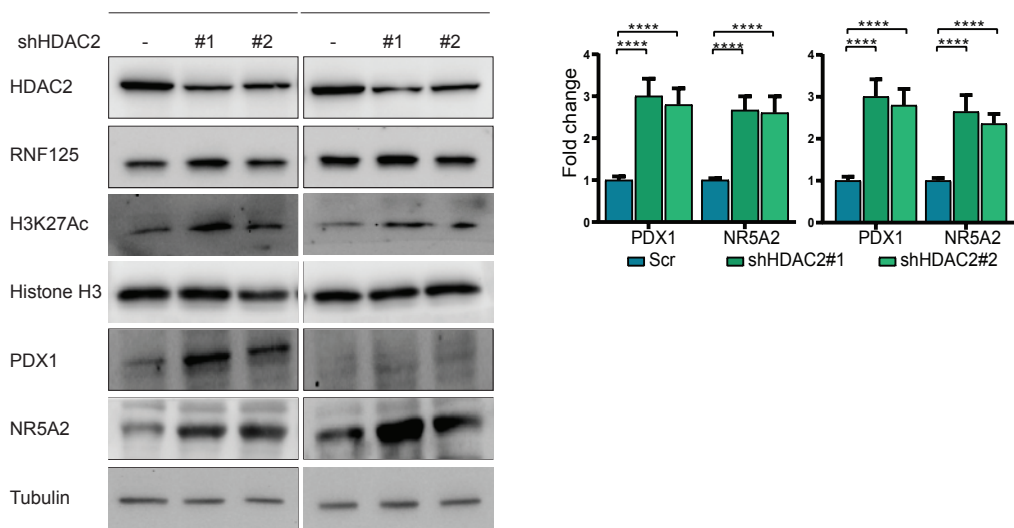 shHDAC2 - #1 #2 - #1 #2
HDAC2
RNF125
H3K27Ac
Histone H3
PDX1
NR5A2
Tubulin
**** **** **** ****
**** **** **** ****
Fold change
4 4
3 3
2 2
1 1
0 0
PDX1 NR5A2 PDX1 NR5A2
Scr shHDAC2#1 shHDAC2#2